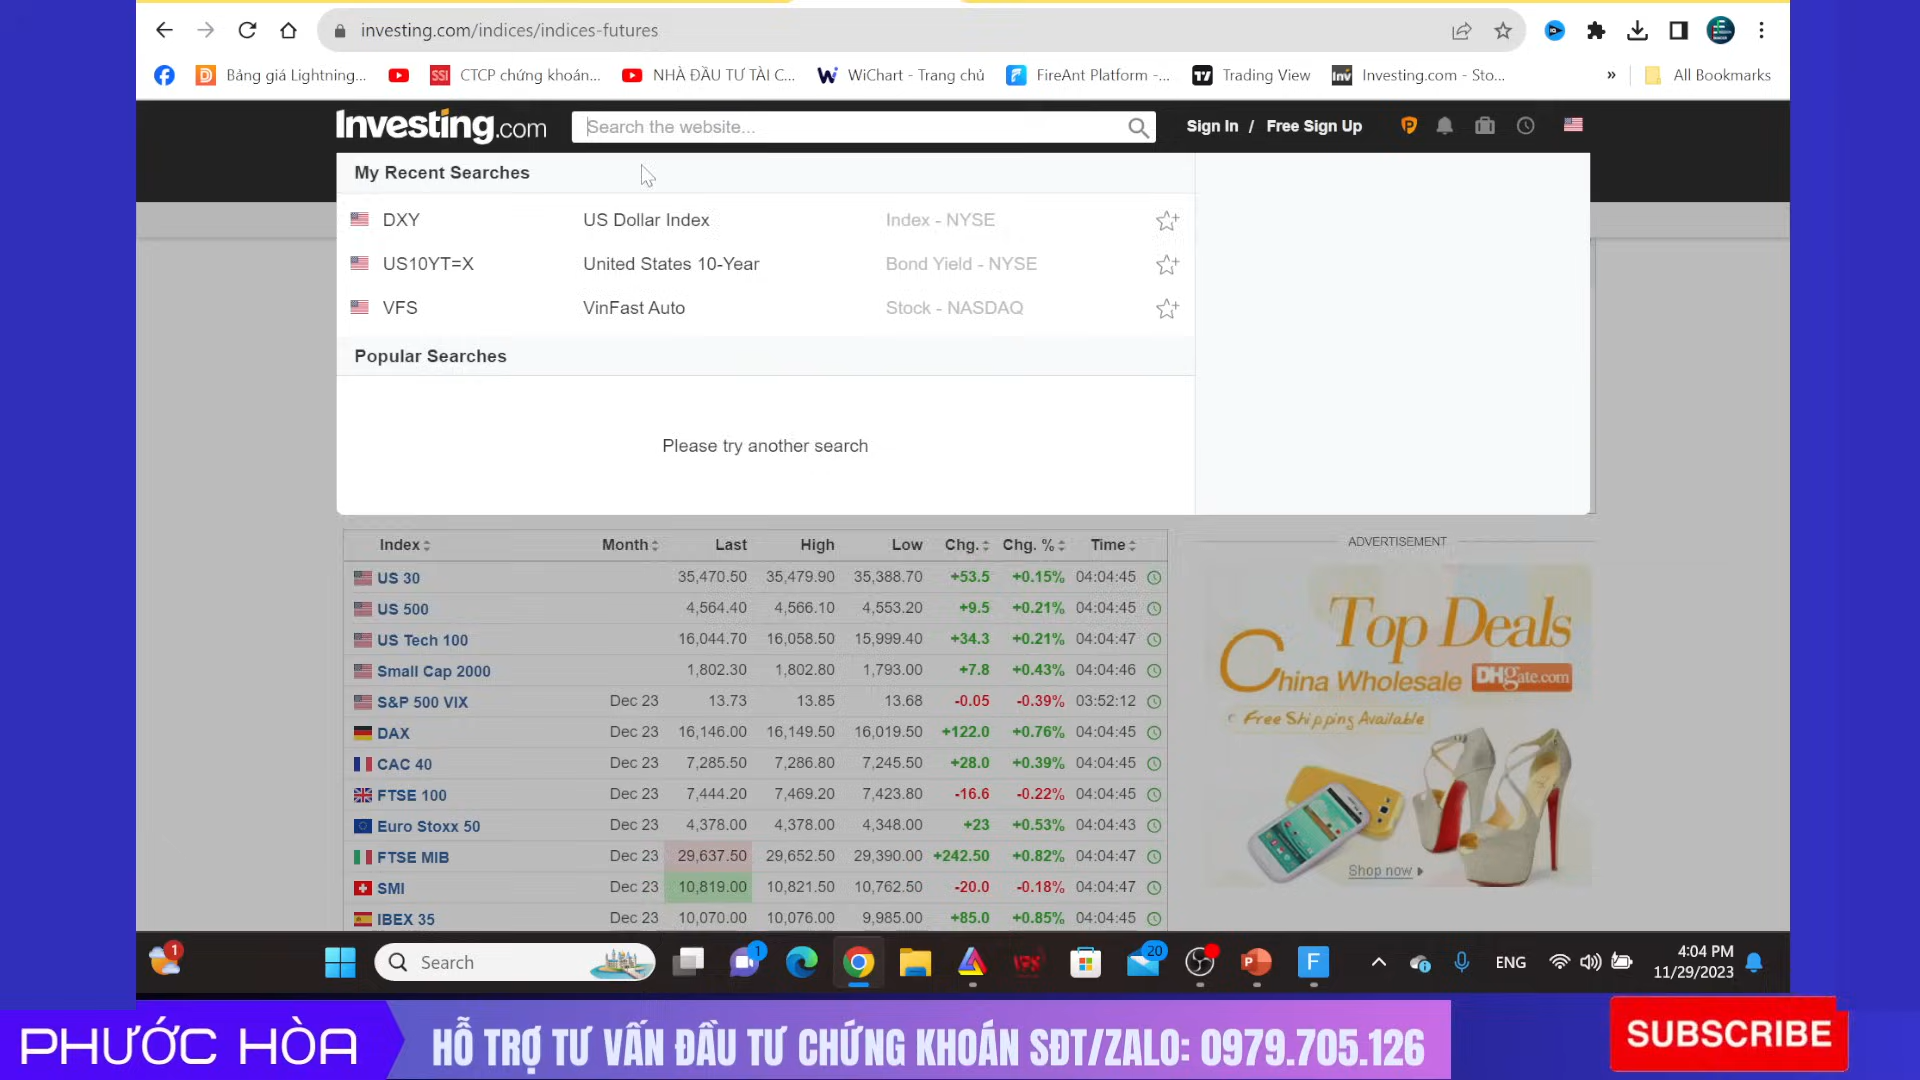 investing.com/indices/indices-futures
Bảng giá Lightning...
SSI CTCP chứng khoán...
NHÀ ĐẦU TƯ TÀI C...
WiChart - Trang chủ
FireAnt Platform -...
Trading View
Inv Investing.com - Sto...
» All Bookmarks
Investing.com
Search the website...
Sign In / Free Sign Up
My Recent Searches
DXY US Dollar Index Index - NYSE
US10YT=X United States 10-Year Bond Yield - NYSE
VFS VinFast Auto Stock - NASDAQ
Popular Searches
Please try another search
Index Month Last High Low Chg. Chg. % Time
US 30 35,470.50 35,479.90 35,388.70 +53.5 +0.15% 04:04:45
US 500 4,564.40 4,566.10 4,553.20 +9.5 +0.21% 04:04:45
US Tech 100 16,044.70 16,058.50 15,999.40 +34.3 +0.21% 04:04:47
Small Cap 2000 1,802.30 1,802.80 1,793.00 +7.8 +0.43% 04:04:46
S&P 500 VIX Dec 23 13.73 13.85 13.68 -0.05 -0.39% 03:52:12
DAX Dec 23 16,146.00 16,149.50 16,019.50 +122.0 +0.76% 04:04:45
CAC 40 Dec 23 7,285.50 7,286.80 7,245.50 +28.0 +0.39% 04:04:45
FTSE 100 Dec 23 7,444.20 7,469.20 7,423.80 -16.6 -0.22% 04:04:45
Euro Stoxx 50 Dec 23 4,378.00 4,378.00 4,348.00 +23 +0.53% 04:04:43
FTSE MIB Dec 23 29,637.50 29,652.50 29,390.00 +242.50 +0.82% 04:04:47
SMI Dec 23 10,819.00 10,821.50 10,762.50 -20.0 -0.18% 04:04:47
IBEX 35 Dec 23 10,070.00 10,076.00 9,985.00 +85.0 +0.85% 04:04:45
ADVERTISEMENT
Top Deals
China Wholesale DHgate.com
Free Shipping Available
Shop now
1
Search
1
20
ENG
4:04 PM
11/29/2023
PHƯỚC HÒA
HỖ TRỢ TƯ VẤN ĐẦU TƯ CHỨNG KHOÁN SĐT/ZALO: 0979.705.126
SUBSCRIBE